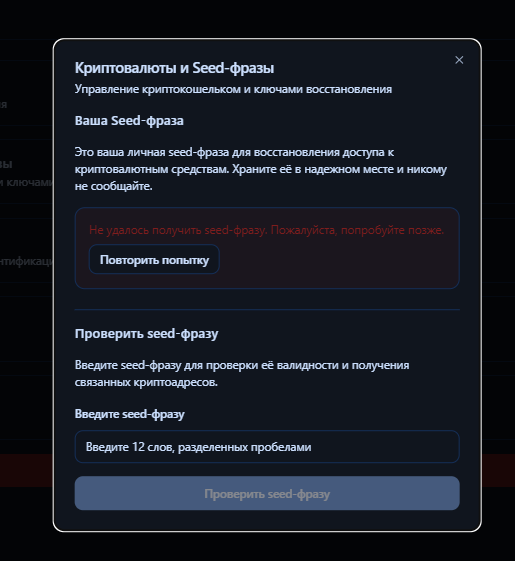 Криптовалюты и Seed-фразы
Управление криптокошельком и ключами восстановления
Ваша Seed-фраза
Это ваша личная seed-фраза для восстановления доступа к
криптовалютным средствам. Храните её в надежном месте и никому
не сообщайте.
Не удалось получить seed-фразу. Пожалуйста, попробуйте позже.
Повторить попытку
Проверить seed-фразу
Введите seed-фразу для проверки её валидности и получения
связанных криптоадресов.
Введите seed-фразу
Введите 12 слов, разделенных пробелами
Проверить seed-фразу